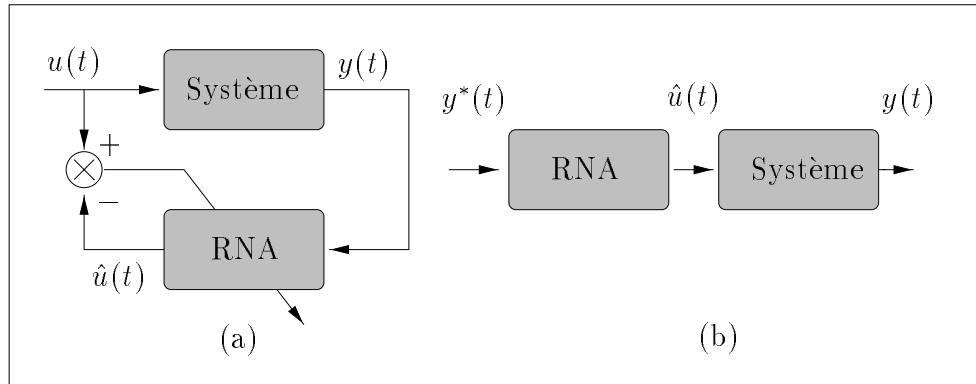 u(t)
Système
y(t)
+
−
RNA
û(t)
(a)
y*(t)
RNA
û(t)
Système
y(t)
(b)